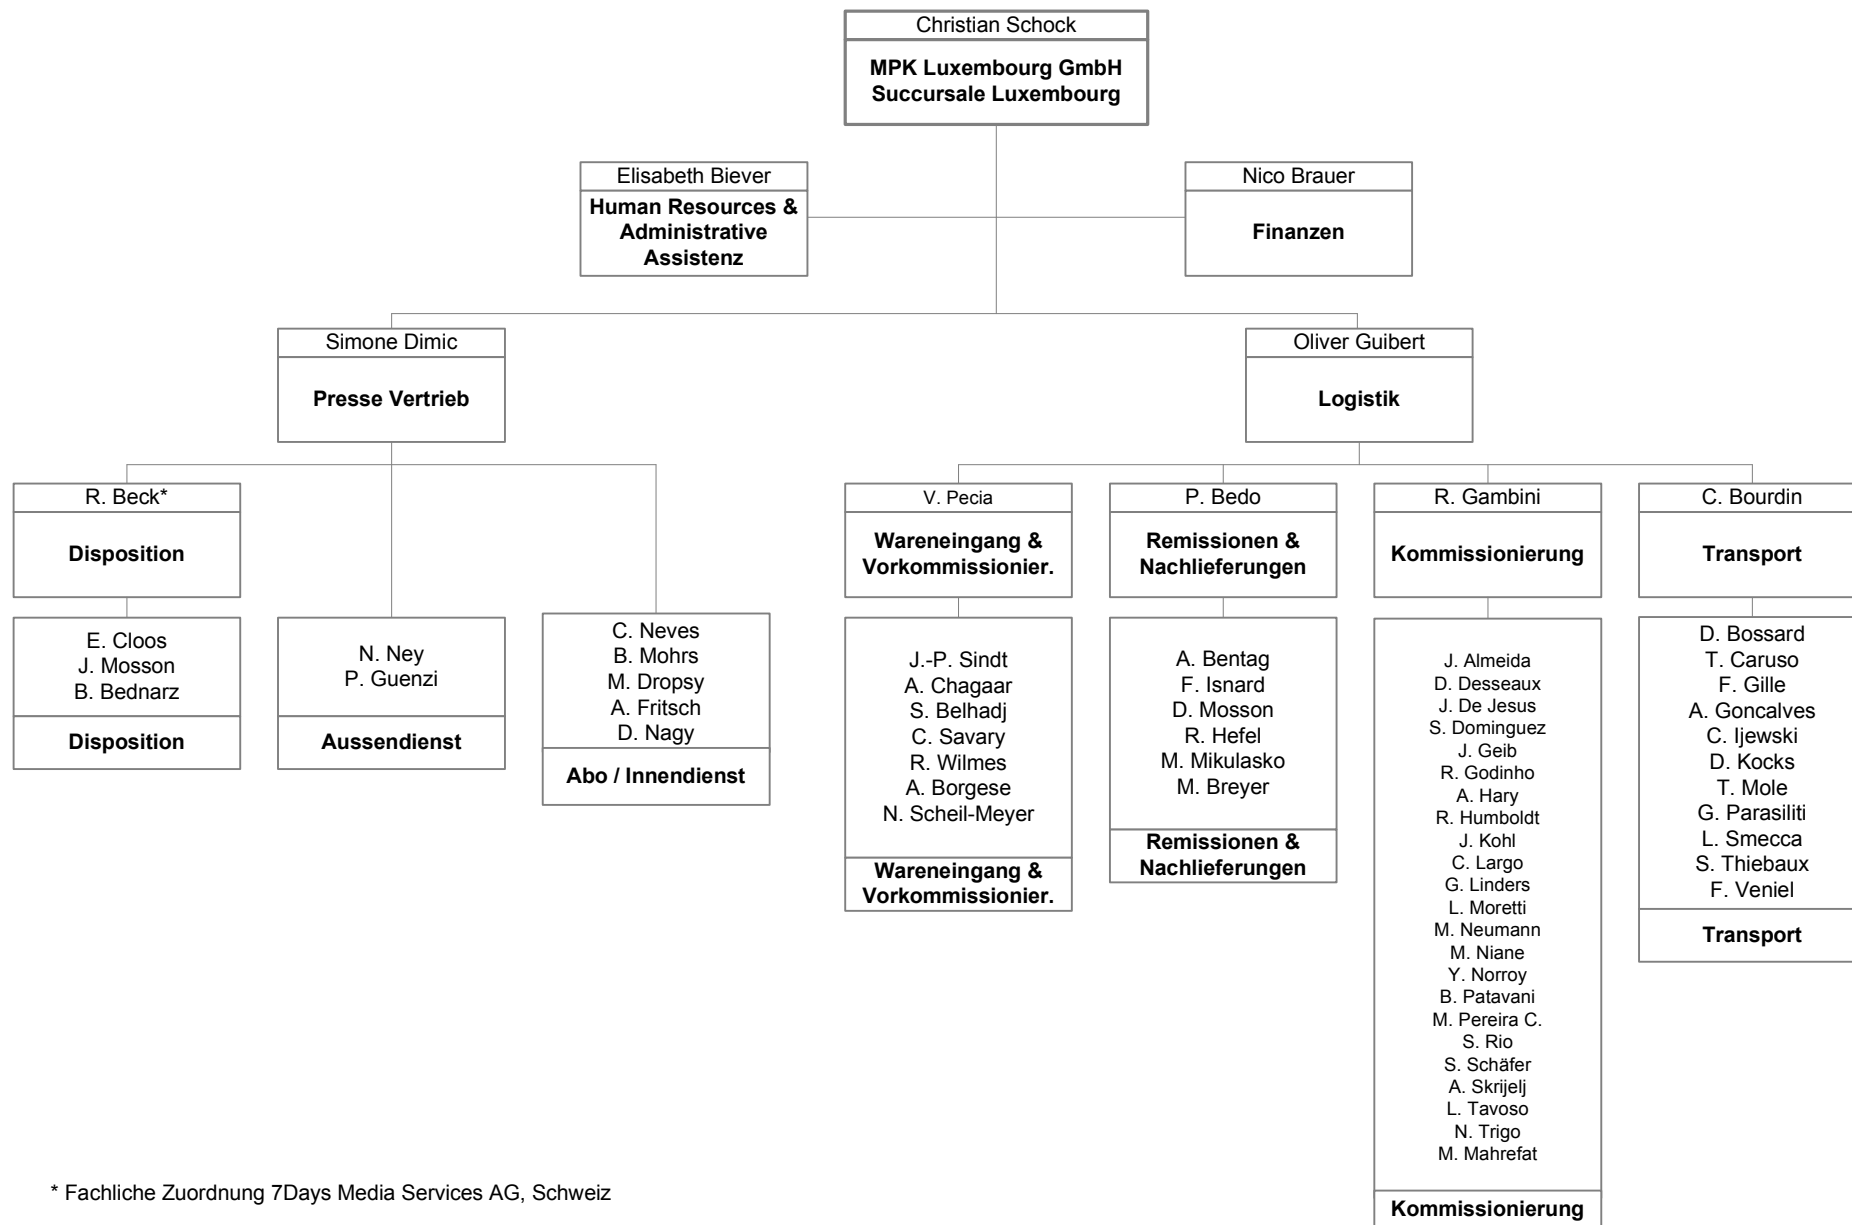 Christian Schock
MPK Luxembourg GmbH
Succursale Luxembourg
Elisabeth Biever
Human Resources &
Administrative
Assistenz
Nico Brauer
Finanzen
Simone Dimic
Presse Vertrieb
Oliver Guibert
Logistik
R. Beck*
Disposition
E. Cloos
J. Mosson
B. Bednarz
Disposition
N. Ney
P. Guenzi
Aussendienst
C. Neves
B. Mohrs
M. Dropsy
A. Fritsch
D. Nagy
Abo / Innendienst
V. Pecia
Wareneingang &
Vorkommissionier.
J.-P. Sindt
A. Chagaar
S. Belhadj
C. Savary
R. Wilmes
A. Borgese
N. Scheil-Meyer
Wareneingang &
Vorkommissionier.
P. Bedo
Remissionen &
Nachlieferungen
A. Bentag
F. Isnard
D. Mosson
R. Hefel
M. Mikulasko
M. Breyer
Remissionen &
Nachlieferungen
R. Gambini
Kommissionierung
J. Almeida
D. Desseaux
J. De Jesus
S. Dominguez
J. Geib
R. Godinho
A. Hary
R. Humboldt
J. Kohl
C. Largo
G. Linders
L. Moretti
M. Neumann
M. Niane
Y. Norroy
B. Patavani
M. Pereira C.
S. Rio
S. Schäfer
A. Skrijelj
L. Tavoso
N. Trigo
M. Mahrefat
Kommissionierung
C. Bourdin
Transport
D. Bossard
T. Caruso
F. Gille
A. Goncalves
C. Ijewski
D. Kocks
T. Mole
G. Parasiliti
L. Smecca
S. Thiebaux
F. Veniel
Transport
* Fachliche Zuordnung 7Days Media Services AG, Schweiz